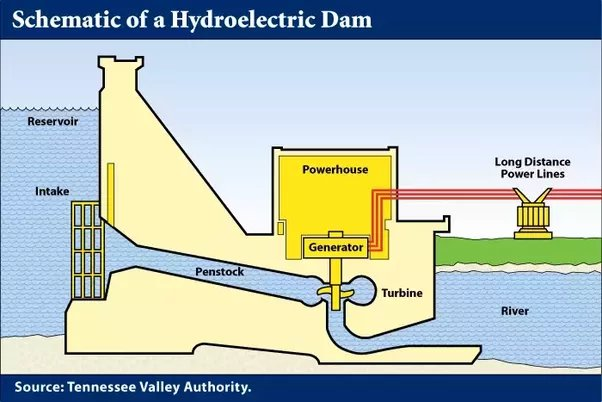 Schematic of a Hydroelectric Dam
Reservoir
Intake
Penstock
Powerhouse
Generator
Turbine
Long Distance
Power Lines
River
Source: Tennessee Valley Authority.